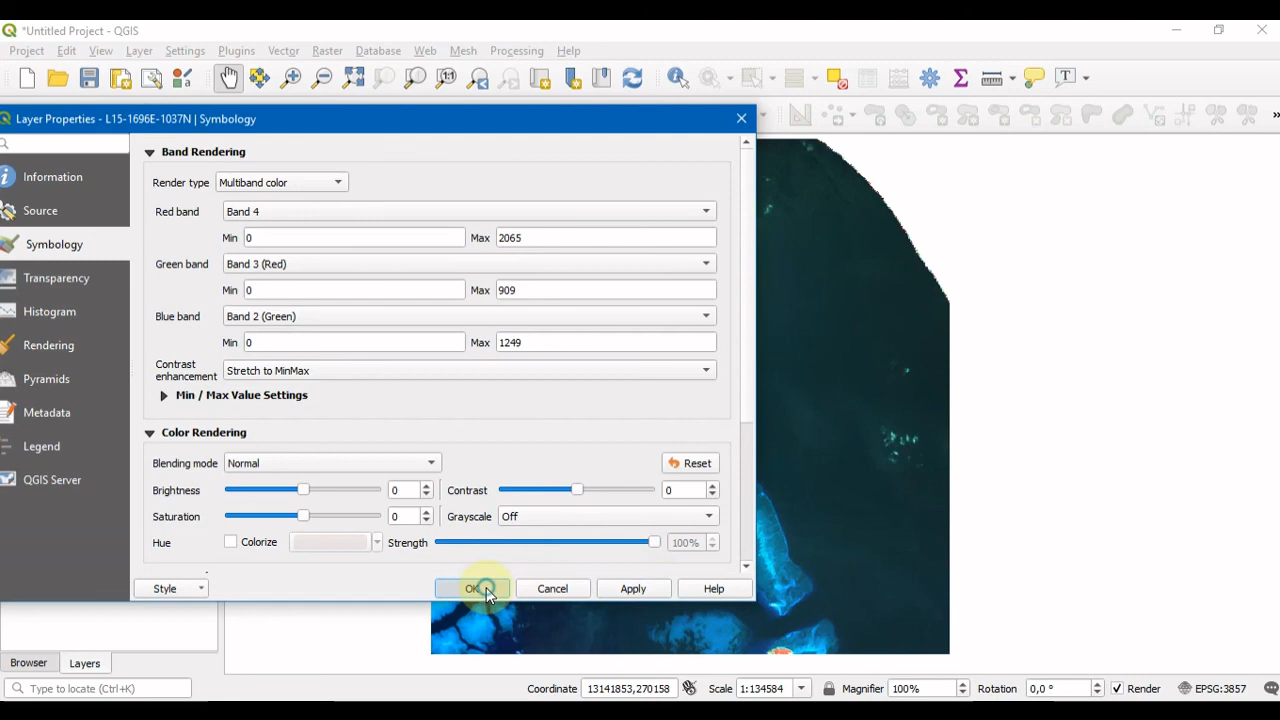 *Untitled Project - QGIS
Project Edit View Layer Settings Plugins Vector Raster Database Web Mesh Processing Help
Layer Properties - L15-1696E-1037N | Symbology
Information
Source
Symbology
Transparency
Histogram
Rendering
Pyramids
Metadata
Legend
QGIS Server
Band Rendering
Render type Multiband color
Red band Band 4
Min 0 Max 2065
Green band Band 3 (Red)
Min 0 Max 909
Blue band Band 2 (Green)
Min 0 Max 1249
Contrast enhancement Stretch to MinMax
Min / Max Value Settings
Color Rendering
Blending mode Normal Reset
Brightness 0 Contrast 0
Saturation 0 Grayscale Off
Hue Colorize Strength 100%
Style OK Cancel Apply Help
Browser Layers
Type to locate (Ctrl+K) Coordinate 13141853,270158 Scale 1:134584 Magnifier 100% Rotation 0,0 ° Render EPSG:3857